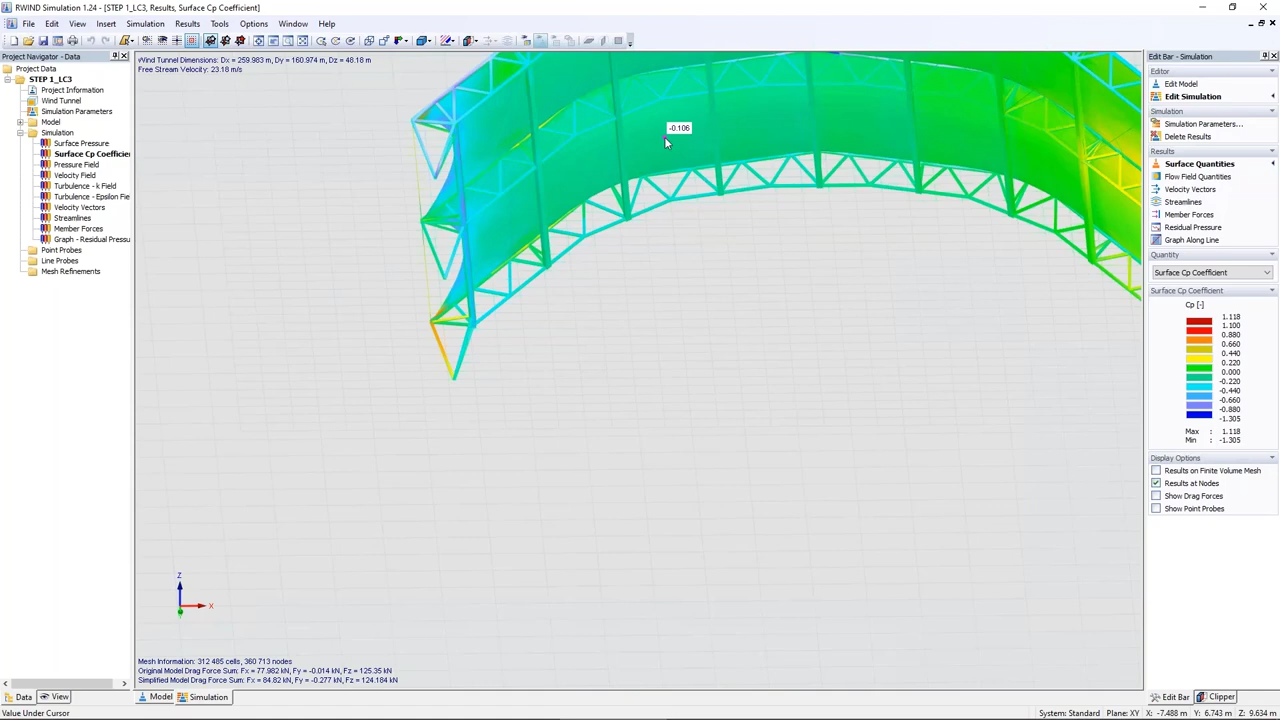 RWIND Simulation 1.24 - [STEP 1_LC3, Results, Surface Cp Coefficient]
File Edit View Insert Simulation Results Tools Options Window Help
Project Navigator - Data
Project Data
STEP 1_LC3
Project Information
Wind Tunnel
Simulation Parameters
Model
Simulation
Surface Pressure
Surface Cp Coefficie
Pressure Field
Velocity Field
Turbulence - k Field
Turbulence - Epsilon Fie
Velocity Vectors
Streamlines
Member Forces
Graph - Residual Pressu
Point Probes
Line Probes
Mesh Refinements
Data View
Wind Tunnel Dimensions: Dx = 259.983 m, Dy = 160.974 m, Dz = 48.18 m
Free Stream Velocity: 23.18 m/s
-0.106
Z
X
Mesh Information: 312 485 cells, 360 713 nodes
Original Model Drag Force Sum: Fx = 77.982 kN, Fy = -0.014 kN, Fz = 125.35 kN
Simplified Model Drag Force Sum: Fx = 84.82 kN, Fy = -0.277 kN, Fz = 124.184 kN
Model Simulation
Edit Bar - Simulation
Editor
Edit Model
Edit Simulation
Simulation
Simulation Parameters...
Delete Results
Results
Surface Quantities
Flow Field Quantities
Velocity Vectors
Streamlines
Member Forces
Residual Pressure
Graph Along Line
Quantity
Surface Cp Coefficient
Surface Cp Coefficient
Cp [-]
1.118
1.100
0.880
0.660
0.440
0.220
0.000
-0.220
-0.440
-0.660
-0.880
-1.305
Max : 1.118
Min : -1.305
Display Options
Results on Finite Volume Mesh
Results at Nodes
Show Drag Forces
Show Point Probes
Edit Bar Clipper
Value Under Cursor
System: Standard Plane: XY X: -7.488 m Y: 6.743 m Z: 9.634 m